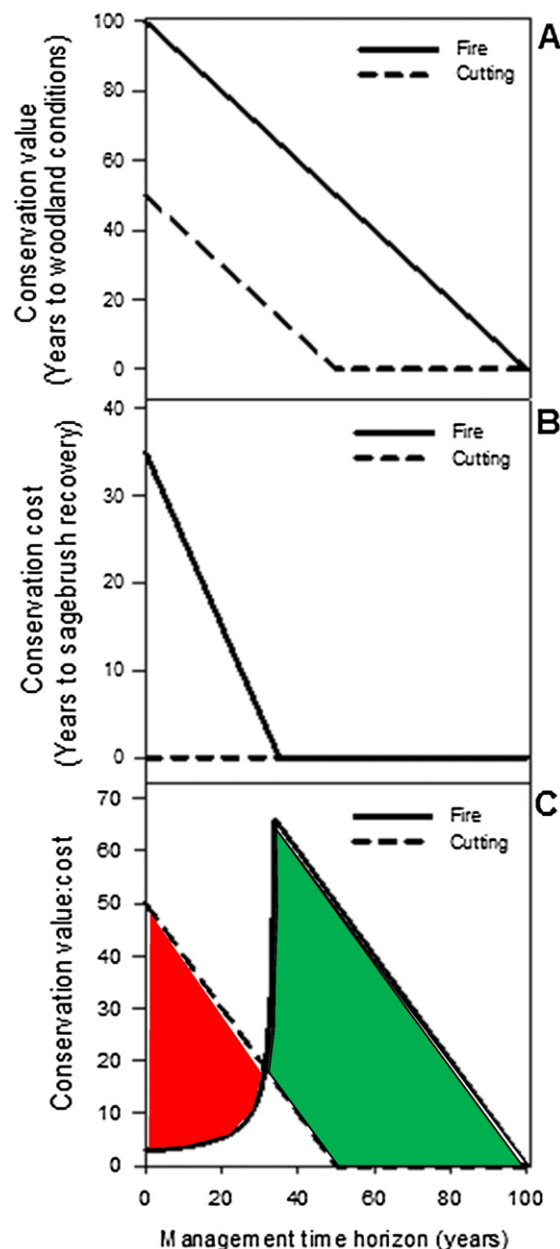 A
Fire
Cutting
Conservation value
(Years to woodland conditions)
100
80
60
40
20
0
B
Fire
Cutting
Conservation cost
(Years to sagebrush recovery)
40
30
20
10
0
C
Fire
Cutting
Conservation value:cost
70
60
50
40
30
20
10
0
0 20 40 60 80 100
Management time horizon (years)